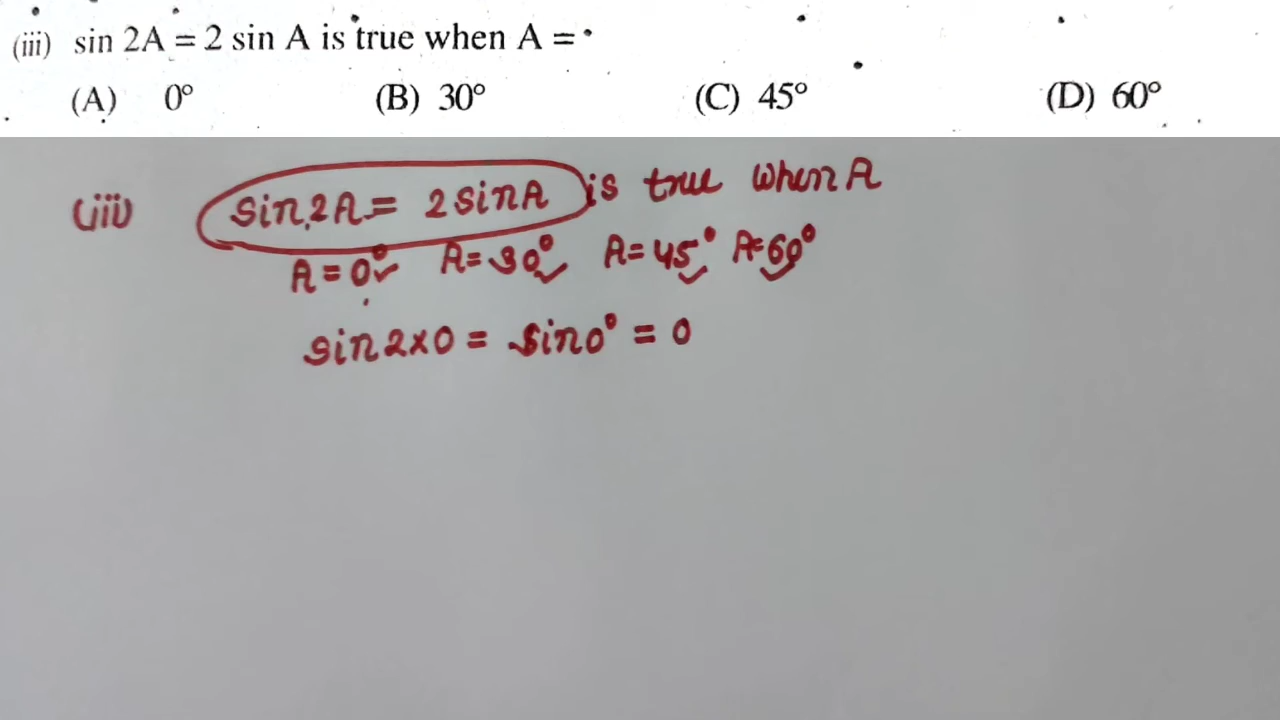 (iii) sin 2A = 2 sin A is true when A =
(A) 0° (B) 30° (C) 45° (D) 60°
(iii) sin 2A = 2 sin A is true when A
A = 0° A = 30° A = 45° A = 60°
sin 2×0 = sin 0° = 0